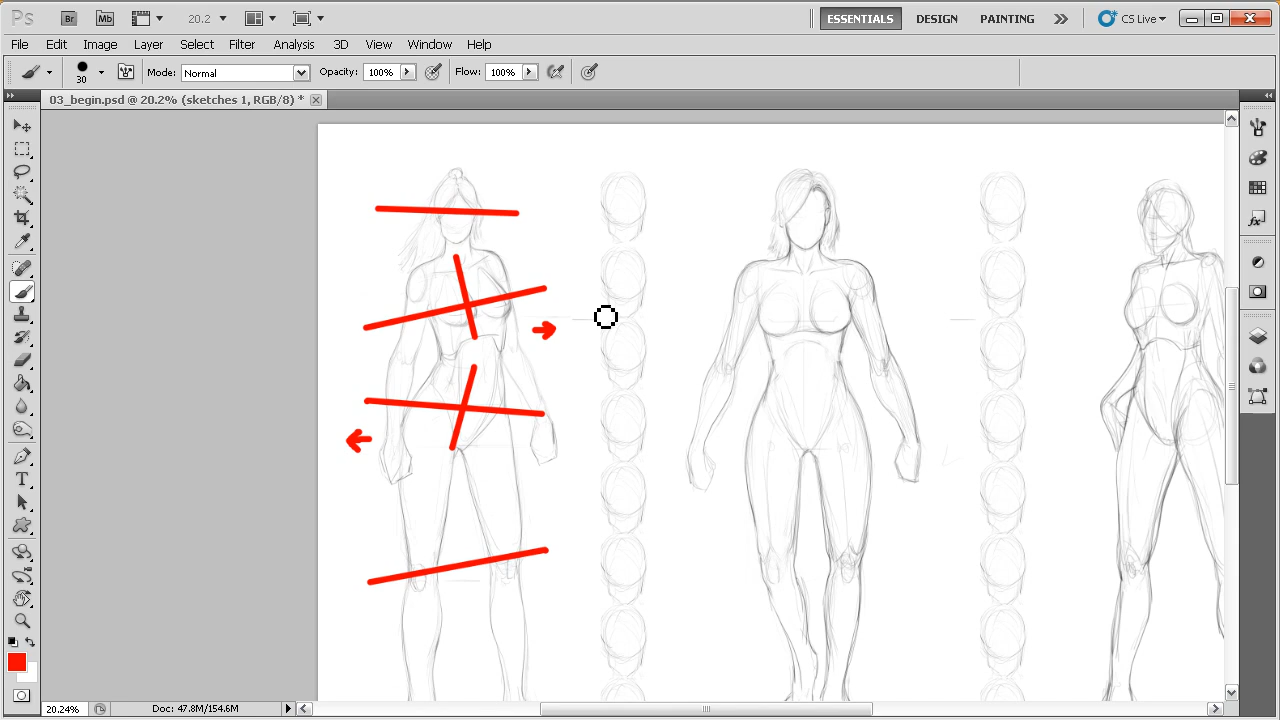 Ps Br Mb 20.2 ESSENTIALS DESIGN PAINTING CS Live
File Edit Image Layer Select Filter Analysis 3D View Window Help
30 Mode: Normal Opacity: 100% Flow: 100%
03_begin.psd @ 20.2% (sketches 1, RGB/8) *
T
20.24% Doc: 47.8M/154.6M